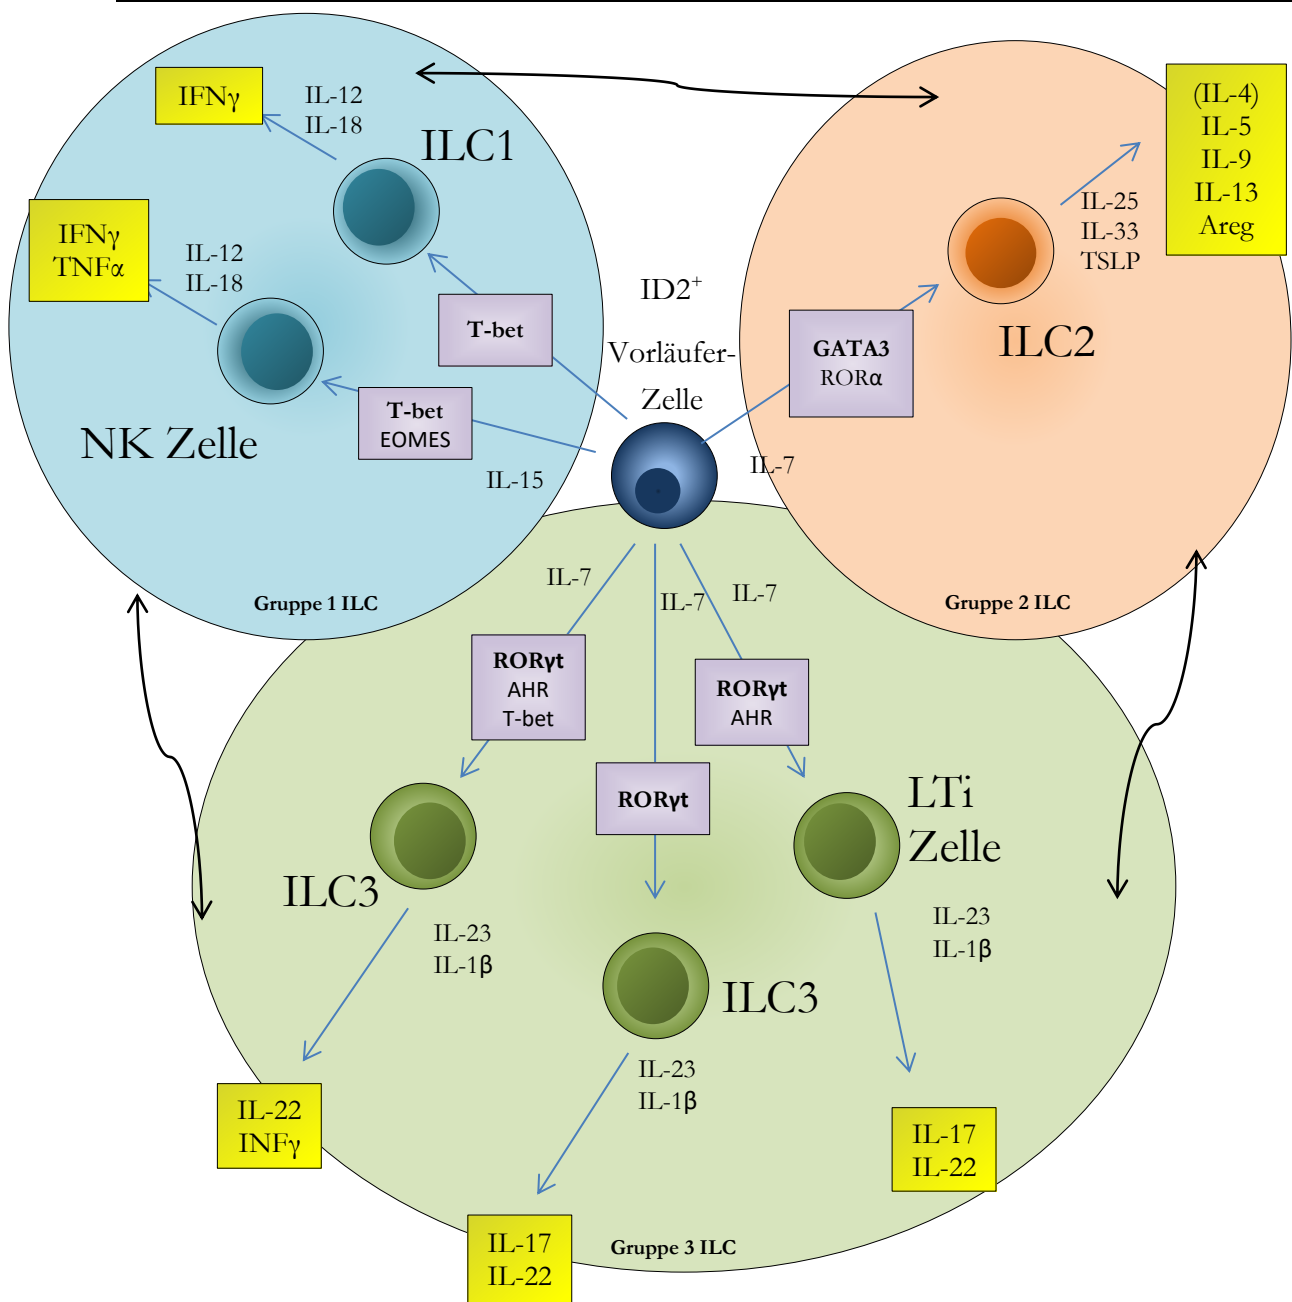 IFNγ
IL-12
IL-18
ILC1
IFNγ
TNFα
IL-12
IL-18
NK Zelle
T-bet
T-bet
EOMES
IL-15
Gruppe 1 ILC
ID2⁺
Vorläufer-
Zelle
IL-7
GATA3
RORα
ILC2
IL-25
IL-33
TSLP
(IL-4)
IL-5
IL-9
IL-13
Areg
Gruppe 2 ILC
IL-7
IL-7
IL-7
RORγt
AHR
T-bet
RORγt
RORγt
AHR
ILC3
IL-23
IL-1β
IL-22
INFγ
ILC3
IL-23
IL-1β
IL-17
IL-22
LTi
Zelle
IL-23
IL-1β
IL-17
IL-22
Gruppe 3 ILC